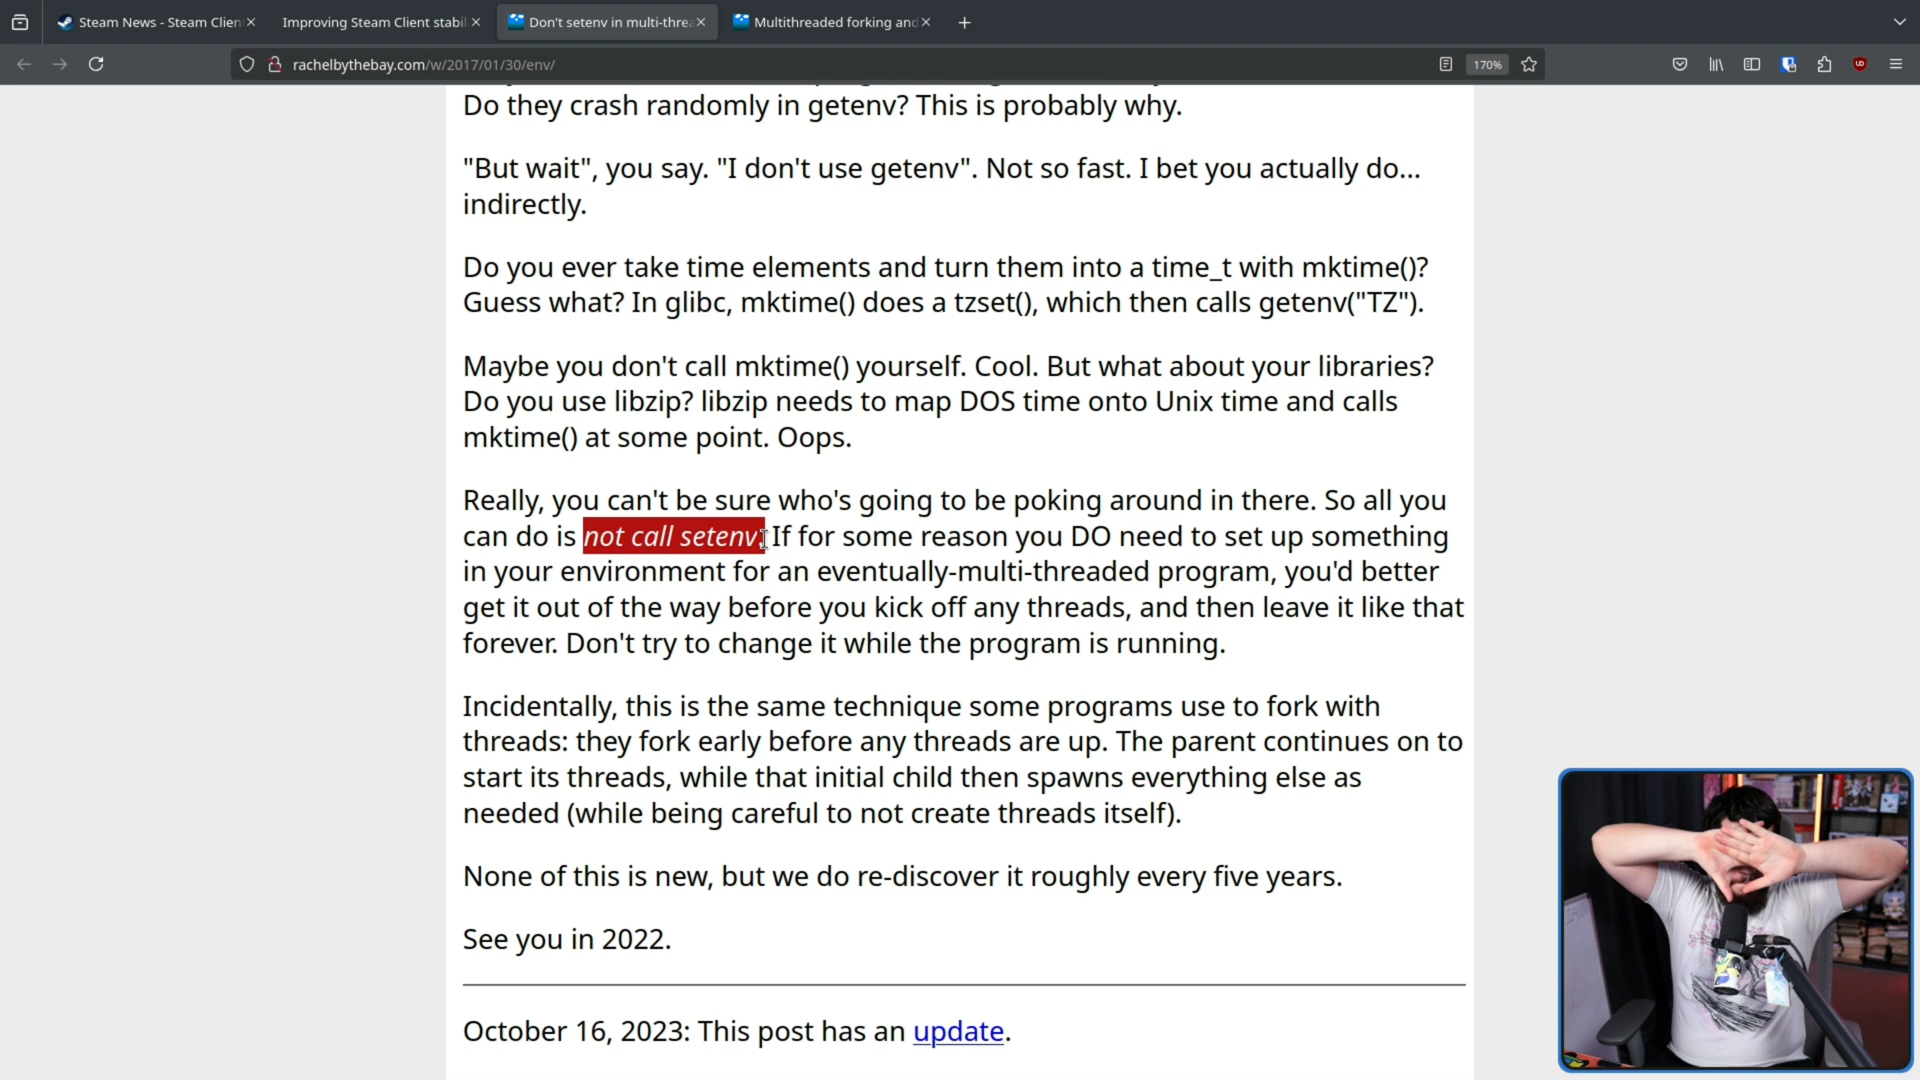 Steam News - Steam Clien
Improving Steam Client stabil
Don't setenv in multi-threa
Multithreaded forking and
rachelbythebay.com/w/2017/01/30/env/
170%
Do they crash randomly in getenv? This is probably why.
"But wait", you say. "I don't use getenv". Not so fast. I bet you actually do...
indirectly.
Do you ever take time elements and turn them into a time_t with mktime()?
Guess what? In glibc, mktime() does a tzset(), which then calls getenv("TZ").
Maybe you don't call mktime() yourself. Cool. But what about your libraries?
Do you use libzip? libzip needs to map DOS time onto Unix time and calls
mktime() at some point. Oops.
Really, you can't be sure who's going to be poking around in there. So all you
can do is not call setenv. If for some reason you DO need to set up something
in your environment for an eventually-multi-threaded program, you'd better
get it out of the way before you kick off any threads, and then leave it like that
forever. Don't try to change it while the program is running.
Incidentally, this is the same technique some programs use to fork with
threads: they fork early before any threads are up. The parent continues on to
start its threads, while that initial child then spawns everything else as
needed (while being careful to not create threads itself).
None of this is new, but we do re-discover it roughly every five years.
See you in 2022.
October 16, 2023: This post has an update.